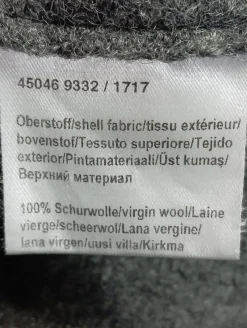 45046 9332 / 1717
Oberstoff/shell fabric/tissu extérieur/
bovenstof/Tessuto superiore/Tejido
exterior/Pintamateriaali/Üst kumaş/
Верхний материал
100% Schurwolle/virgin wool/Laine
vierge/scheerwol/Lana vergine/
lana virgen/uusi villa/Kirkma